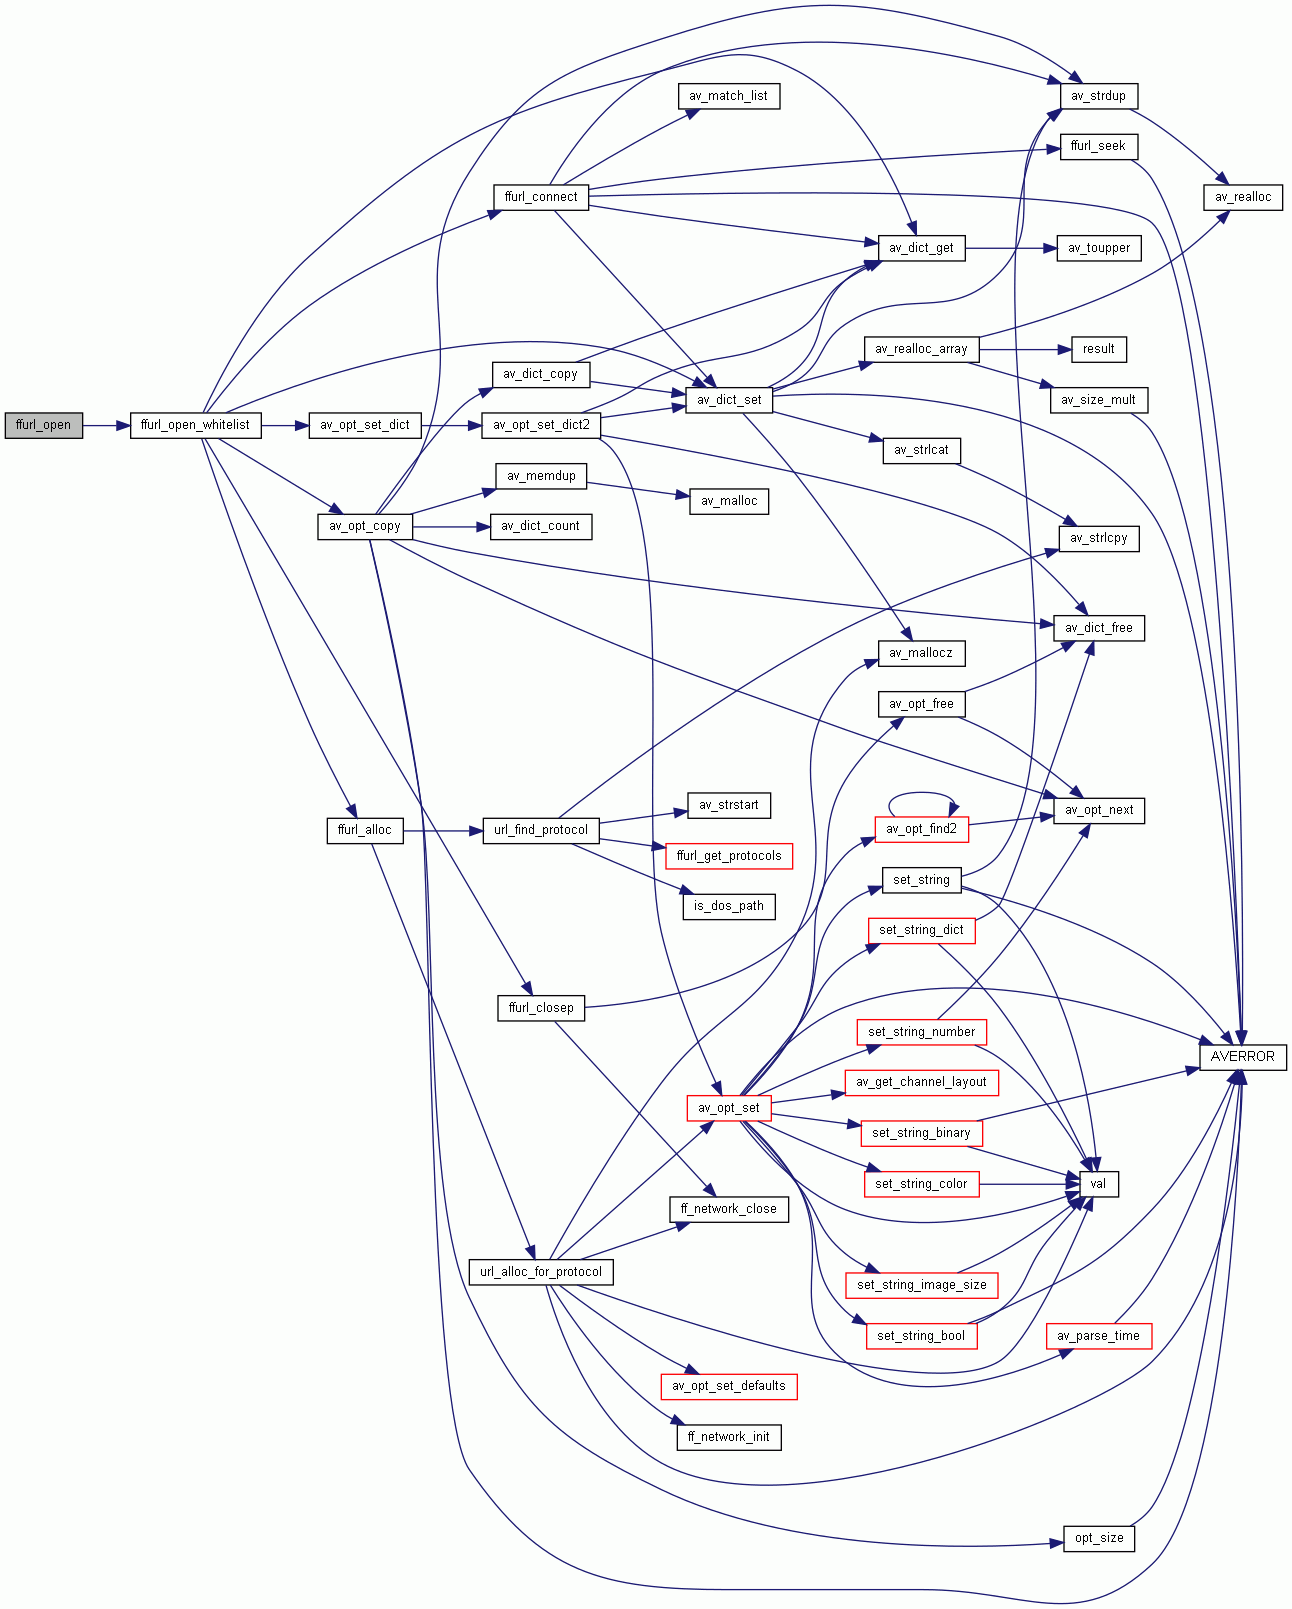 ffurl_open
ffurl_open_whitelist
av_opt_set_dict
av_opt_copy
ffurl_alloc
ffurl_connect
av_dict_copy
av_opt_set_dict2
av_memdup
av_dict_count
url_find_protocol
ffurl_closep
url_alloc_for_protocol
av_match_list
av_dict_set
av_malloc
av_strstart
ffurl_get_protocols
is_dos_path
av_opt_set
ff_network_close
av_opt_set_defaults
ff_network_init
av_dict_get
av_realloc_array
av_strlcat
av_mallocz
av_opt_free
av_opt_find2
set_string
set_string_dict
set_string_number
av_get_channel_layout
set_string_binary
set_string_color
set_string_image_size
set_string_bool
av_strdup
ffurl_seek
av_toupper
result
av_size_mult
av_strlcpy
av_dict_free
av_opt_next
val
av_parse_time
opt_size
av_realloc
AVERROR